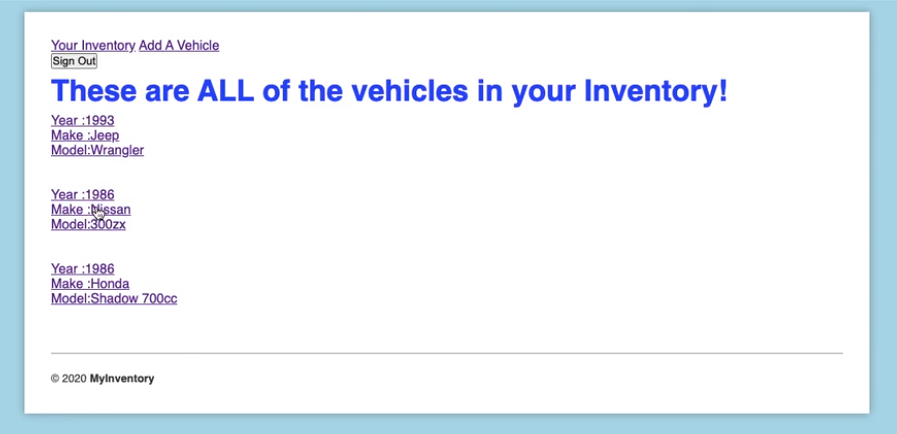 Your Inventory Add A Vehicle
Sign Out
These are ALL of the vehicles in your Inventory!
Year :1993
Make :Jeep
Model:Wrangler
Year :1986
Make :Nissan
Model:300zx
Year :1986
Make :Honda
Model:Shadow 700cc
© 2020 MyInventory